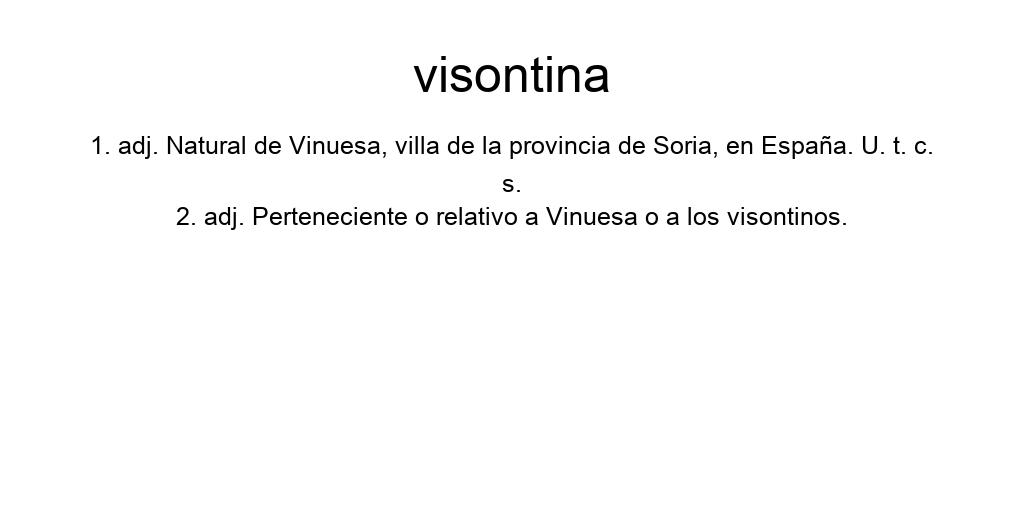 visontina
1. adj. Natural de Vinuesa, villa de la provincia de Soria, en España. U. t. c.
s.
2. adj. Perteneciente o relativo a Vinuesa o a los visontinos.